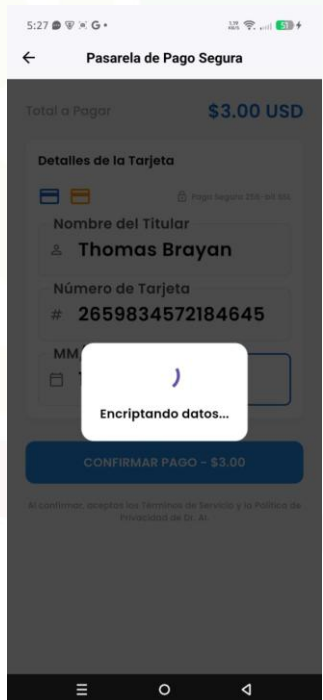 5:27
Pasarela de Pago Segura
Total a Pagar
$3.00 USD
Detalles de la Tarjeta
Pago Seguro 256-bit SSL
Nombre del Titular
Thomas Brayan
Número de Tarjeta
# 2659834572184645
MM
Encriptando datos...
CONFIRMAR PAGO - $3.00
Al confirmar, aceptas los Términos de Servicio y la Política de
Privacidad de Dr. AI.